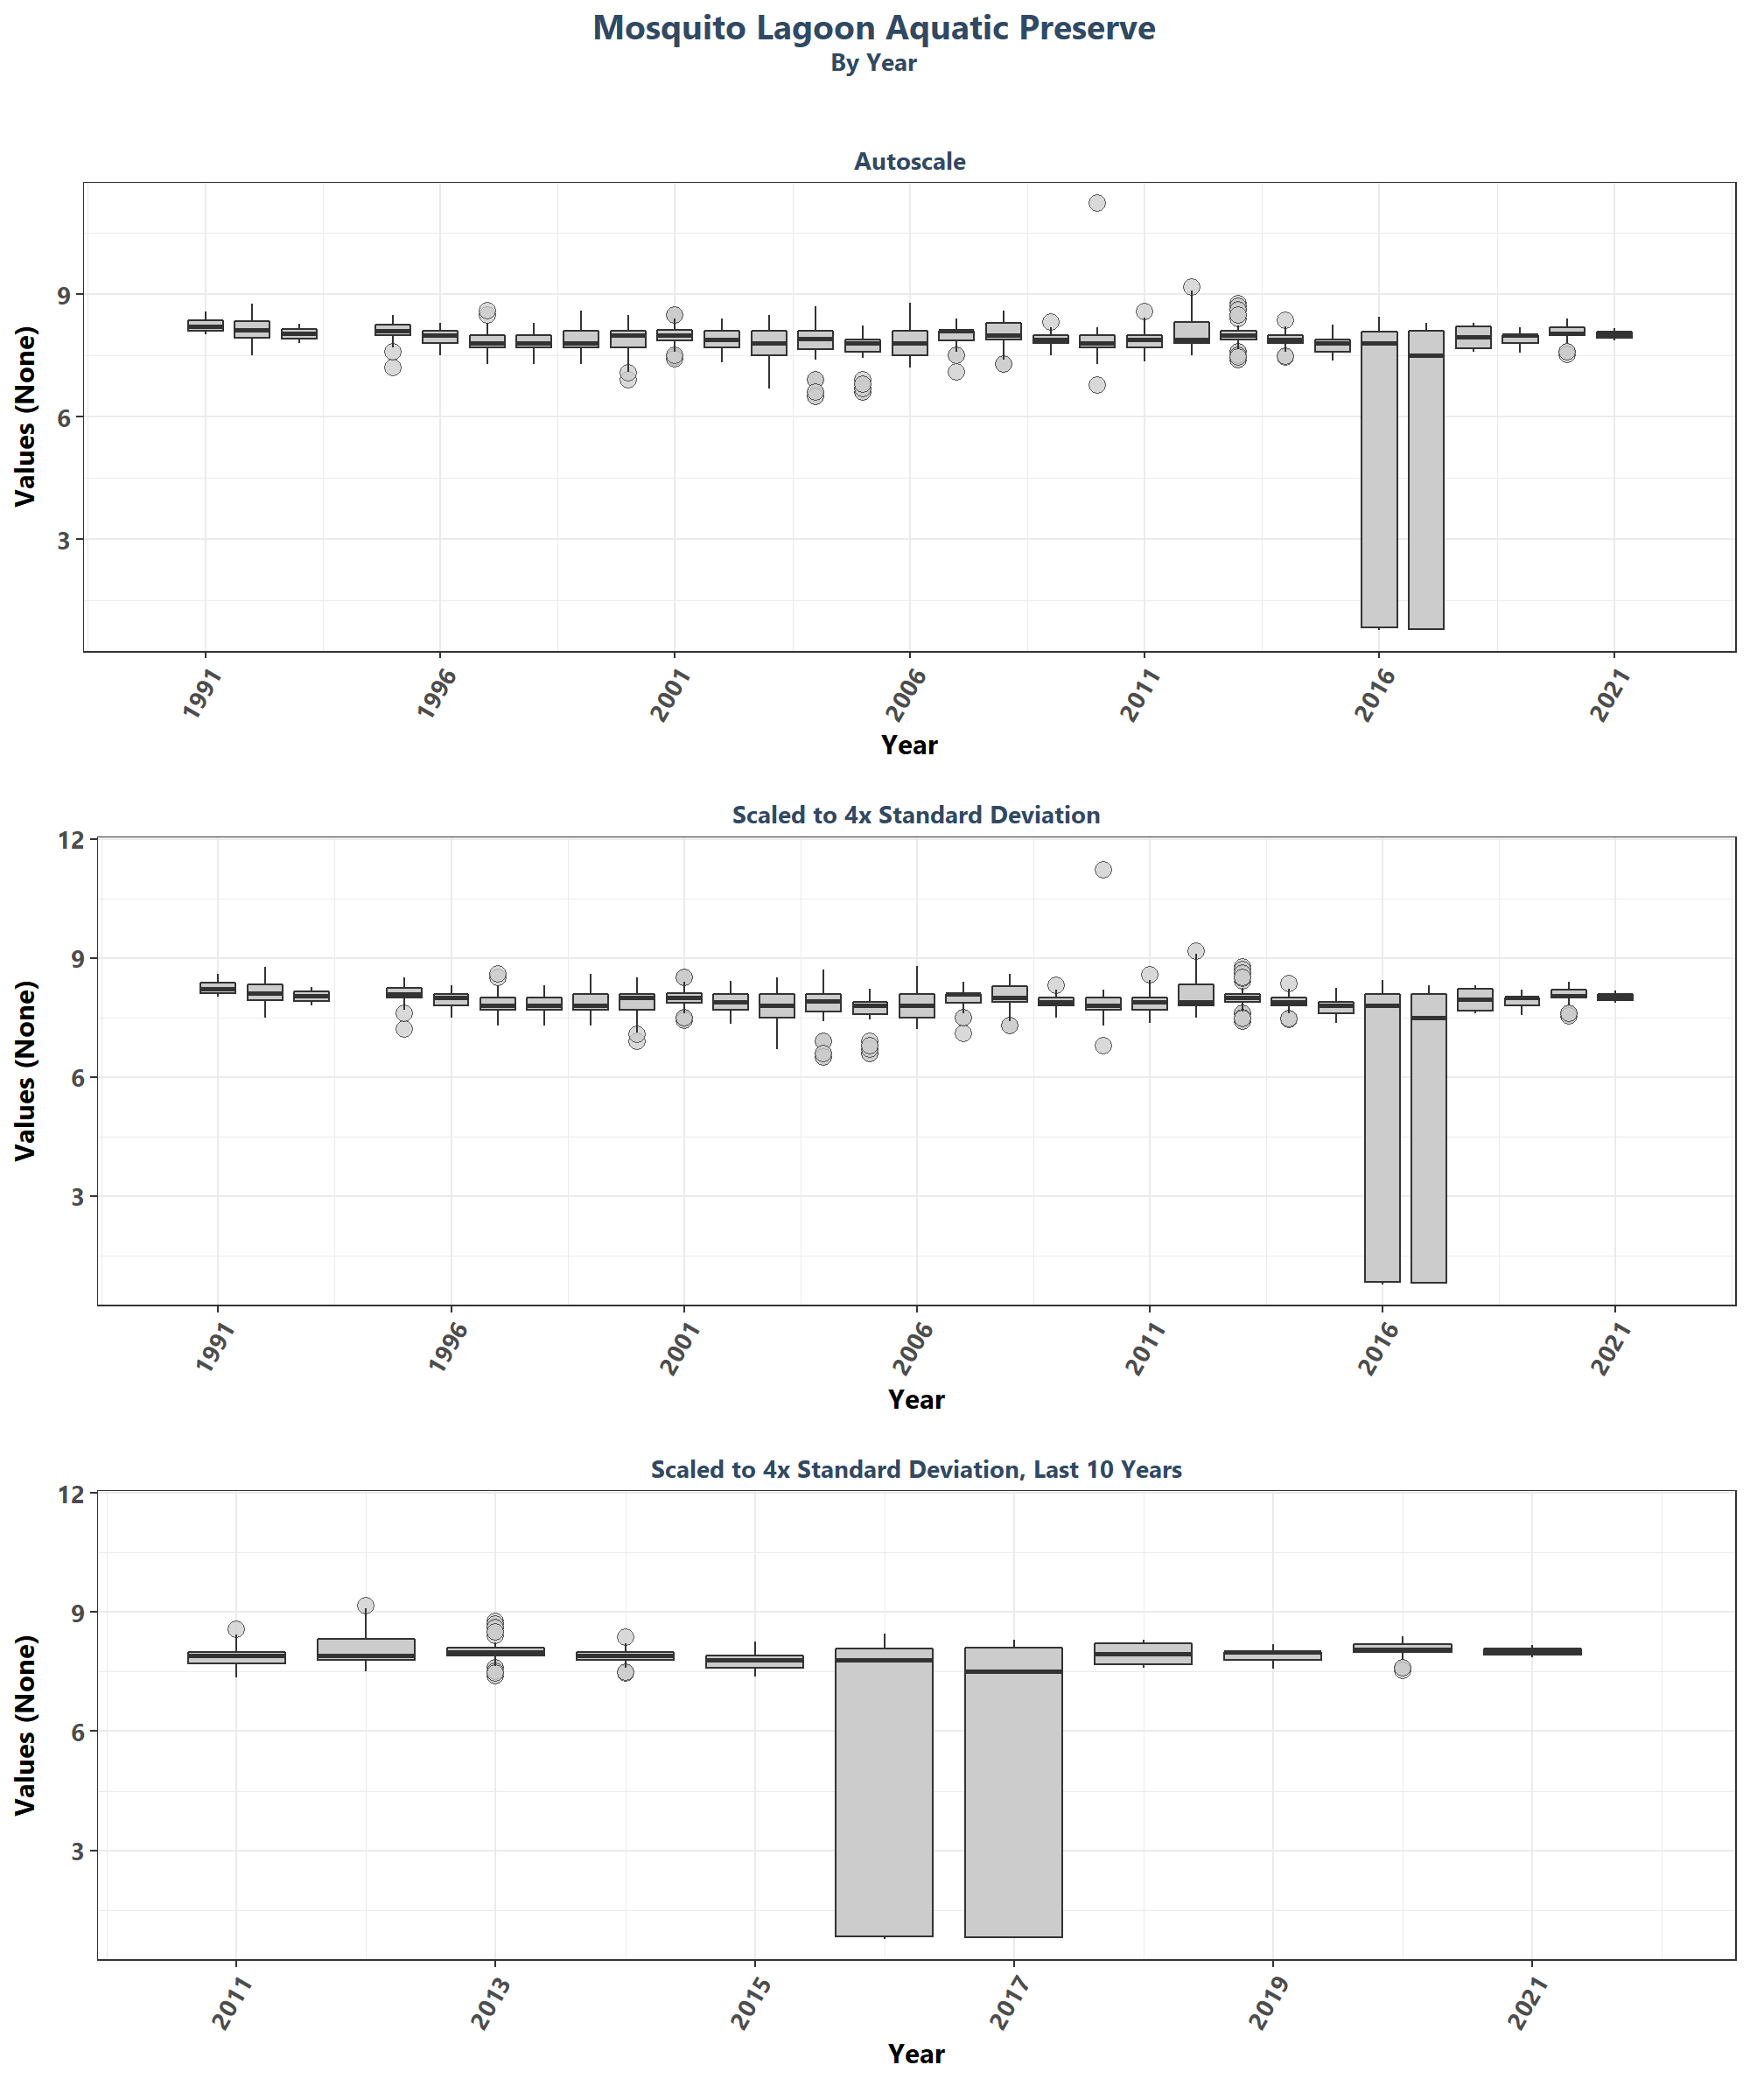 Mosquito Lagoon Aquatic Preserve
By Year
Autoscale
Values (None)
9
6
3
1991 1996 2001 2006 2011 2016 2021
Year
Scaled to 4x Standard Deviation
Values (None)
12
9
6
3
1991 1996 2001 2006 2011 2016 2021
Year
Scaled to 4x Standard Deviation, Last 10 Years
Values (None)
12
9
6
3
2011 2013 2015 2017 2019 2021
Year